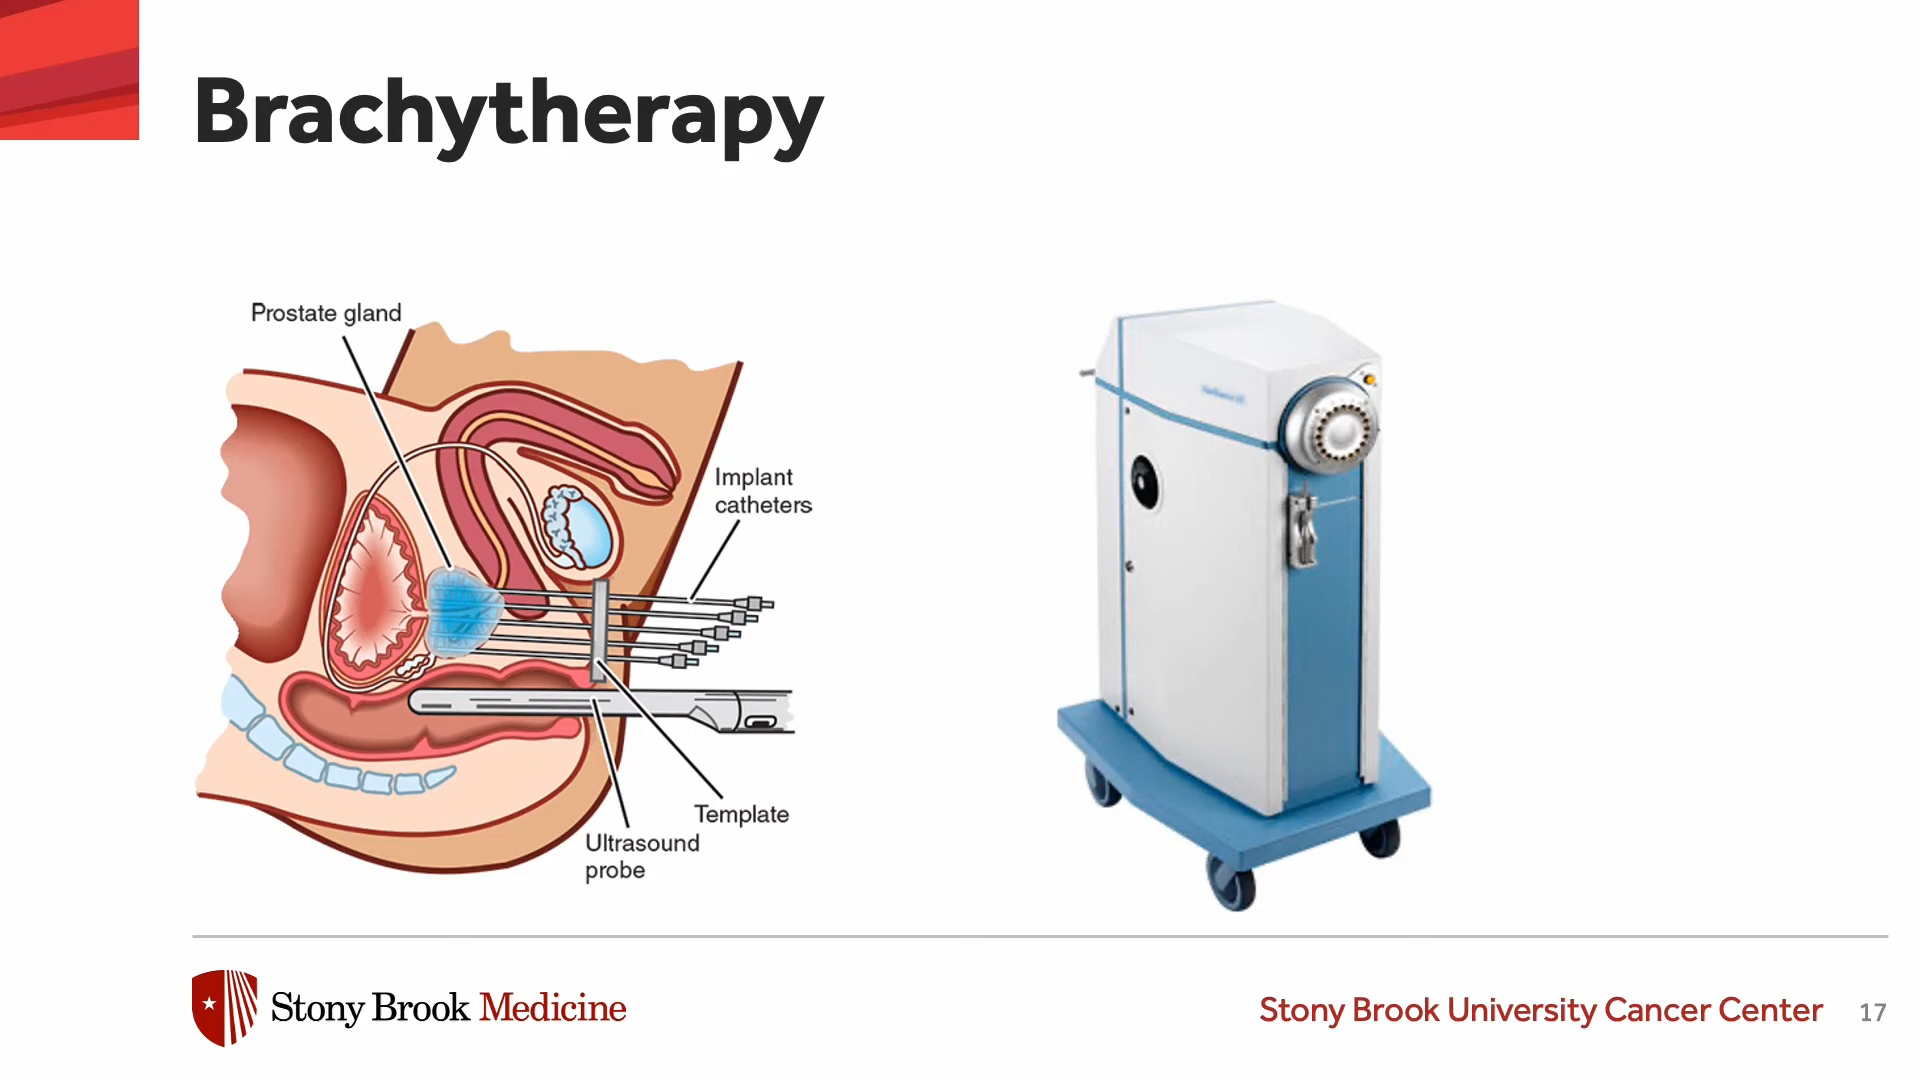 Brachytherapy
Prostate gland
Implant
catheters
Template
Ultrasound
probe
Stony Brook Medicine
Stony Brook University Cancer Center 17